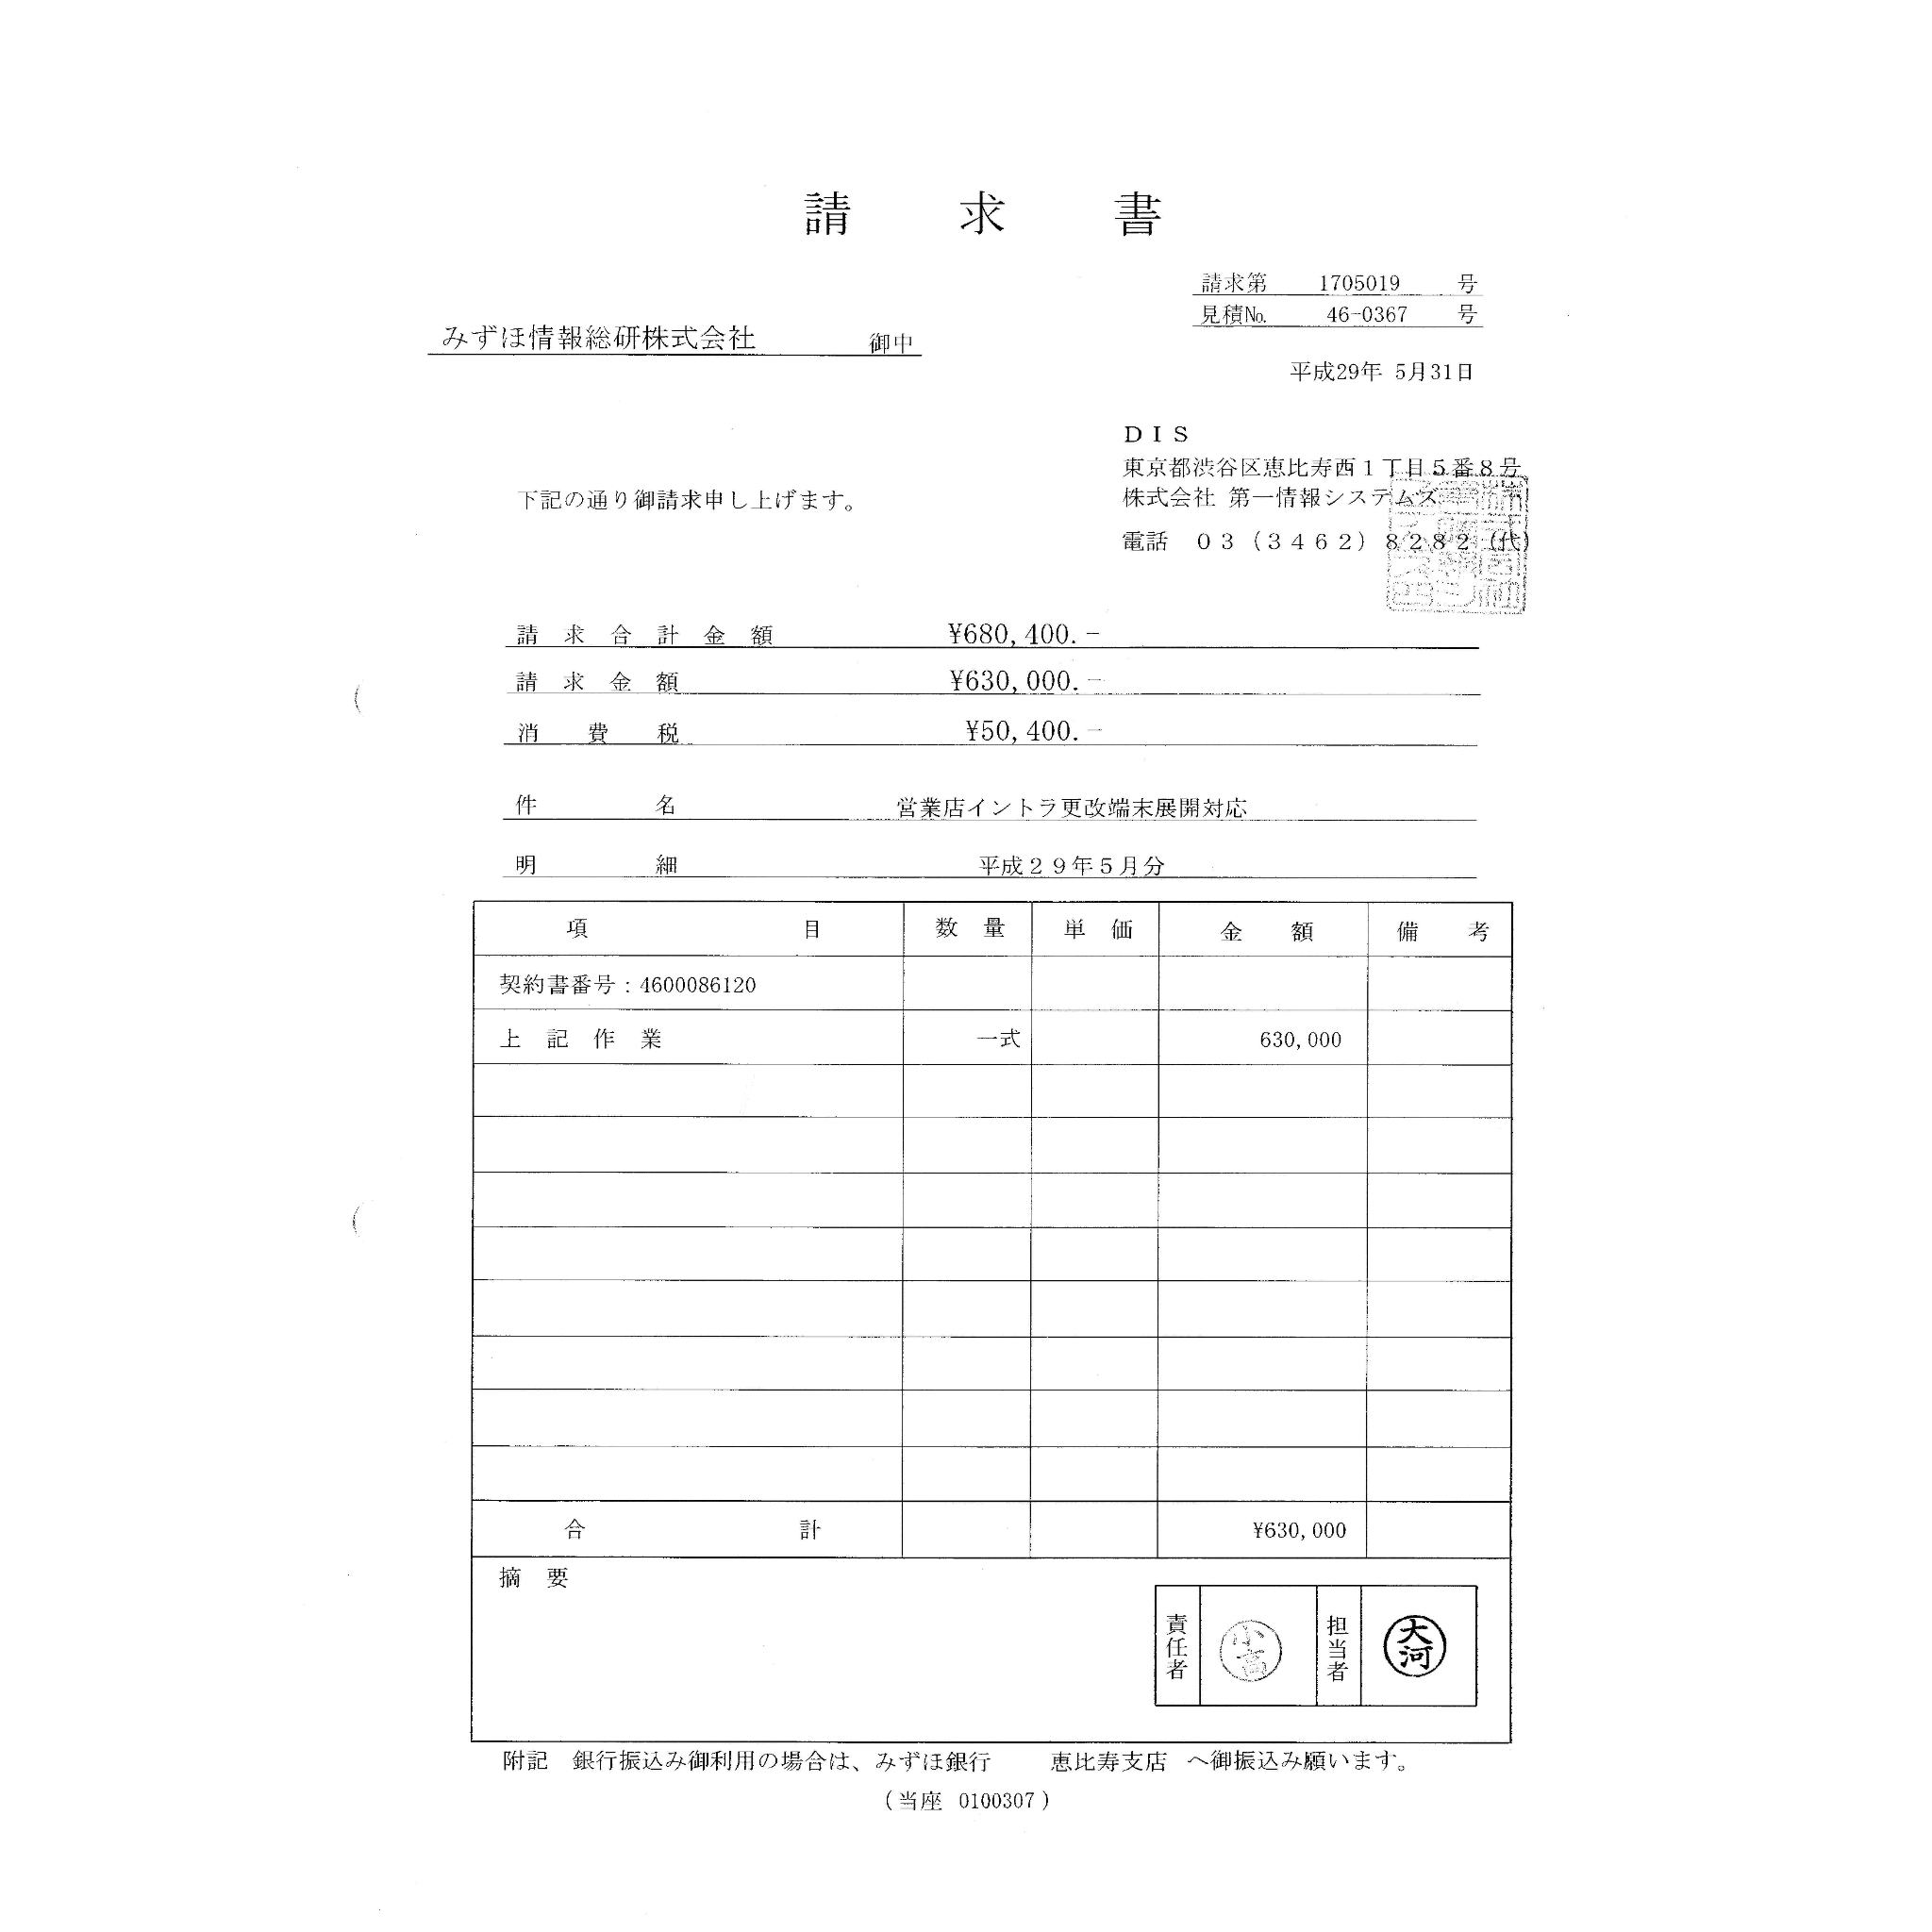 請求書
請求第 1705019 号
見積No. 46-0367 号
みずほ情報総研株式会社 御中
平成29年 5月31日
DIS
東京都渋谷区恵比寿西1丁目5番8号
株式会社 第一情報システムズ
下記の通り御請求申し上げます。
電話 03(3462)8282(代)
請求合計金額 ¥680,400.-
請求金額 ¥630,000.-
消費税 ¥50,400.-
件名 営業店イントラ更改端末展開対応
明細 平成29年5月分
項目 数量 単価 金額 備考
契約書番号:4600086120
上記作業 一式 630,000
合計 ¥630,000
摘要
責任者 小高 担当者 大河
附記 銀行振込み御利用の場合は、みずほ銀行 恵比寿支店 へ御振込み願います。
(当座 0100307)